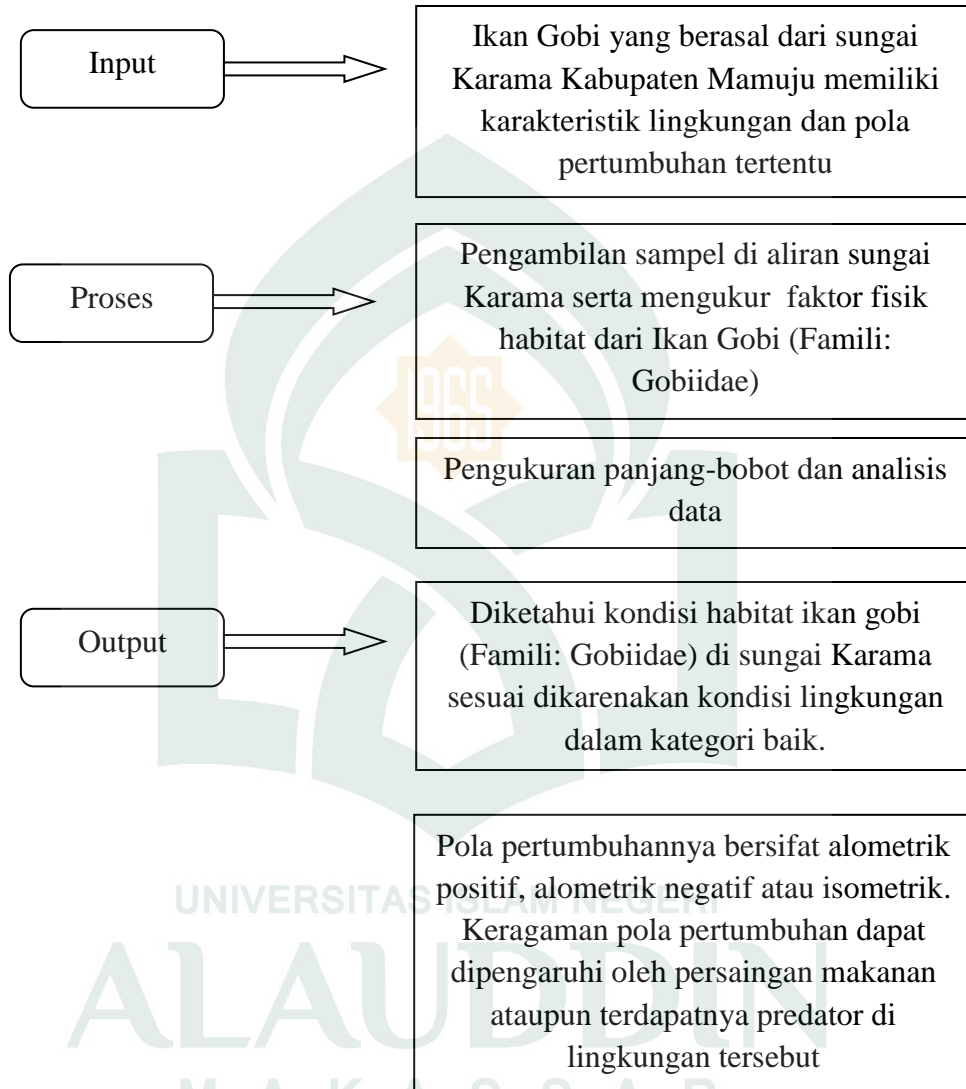 Input
Ikan Gobi yang berasal dari sungai
Karama Kabupaten Mamuju memiliki
karakteristik lingkungan dan pola
pertumbuhan tertentu
Proses
Pengambilan sampel di aliran sungai
Karama serta mengukur faktor fisik
habitat dari Ikan Gobi (Famili:
Gobiidae)
1965
Pengukuran panjang-bobot dan analisis
data
Output
Diketahui kondisi habitat ikan gobi
(Famili: Gobiidae) di sungai Karama
sesuai dikarenakan kondisi lingkungan
dalam kategori baik.
Pola pertumbuhannya bersifat alometrik
positif, alometrik negatif atau isometrik.
Keragaman pola pertumbuhan dapat
dipengaruhi oleh persaingan makanan
ataupun terdapatnya predator di
lingkungan tersebut
UNIVERSITAS ISLAM NEGERI
ALAUDDIN
MAKASSAR